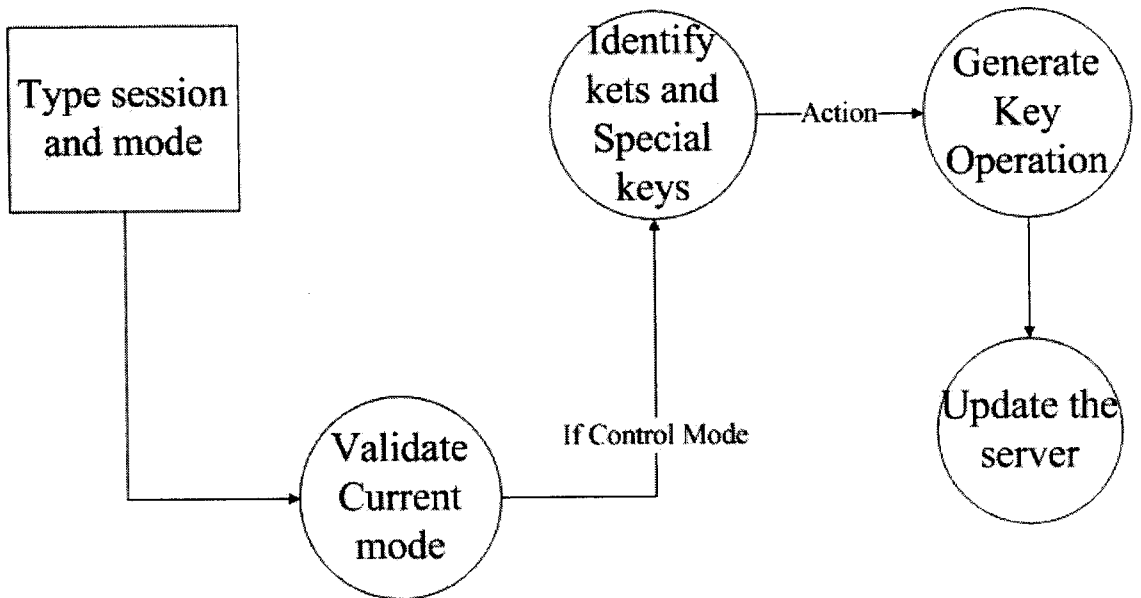 Type session
and mode
Validate
Current
mode
If Control Mode
Identify
kets and
Special
keys
Action
Generate
Key
Operation
Update the
server